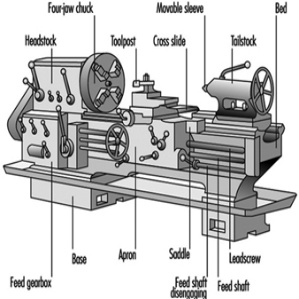 Four-jaw chuck
Movable sleeve
Bed
Headstock
Toolpost
Cross slide
Tailstock
Base
Apron
Saddle
Leadscrew
Feed gearbox
Feed shaft
disengaging
Feed shaft